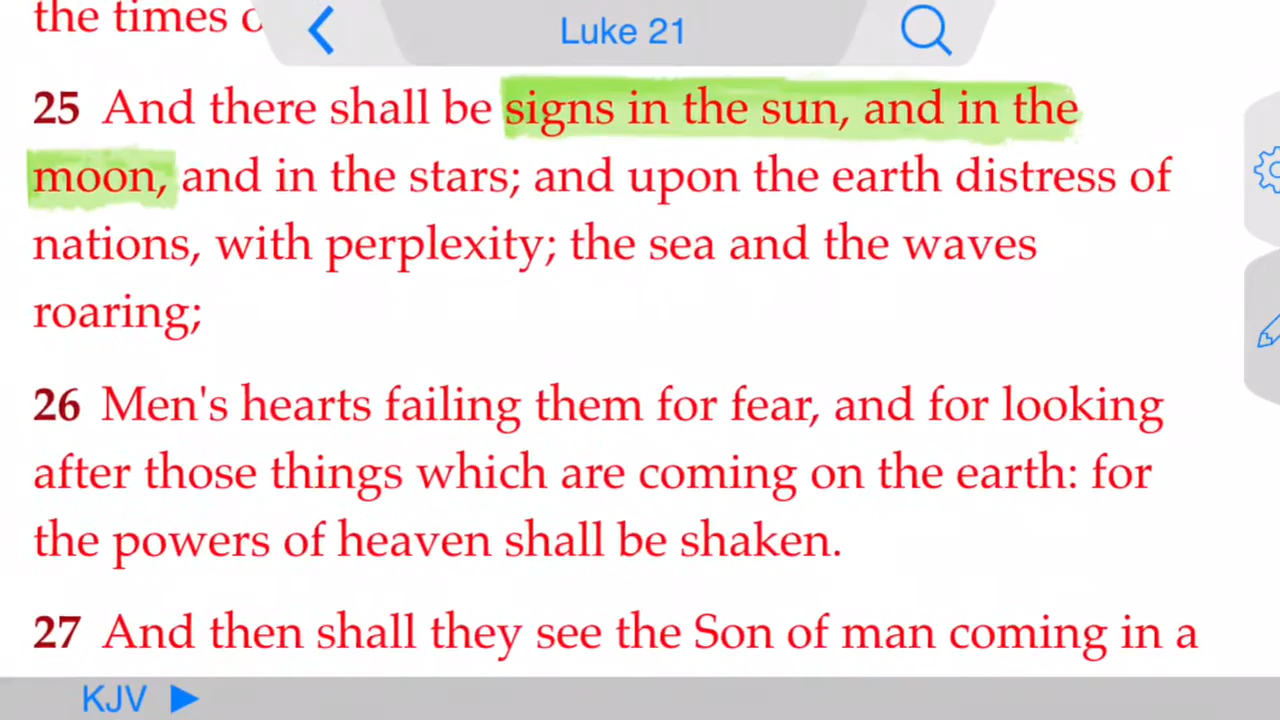 the times o
Luke 21
25 And there shall be signs in the sun, and in the
moon, and in the stars; and upon the earth distress of
nations, with perplexity; the sea and the waves
roaring;
26 Men's hearts failing them for fear, and for looking
after those things which are coming on the earth: for
the powers of heaven shall be shaken.
27 And then shall they see the Son of man coming in a
KJV